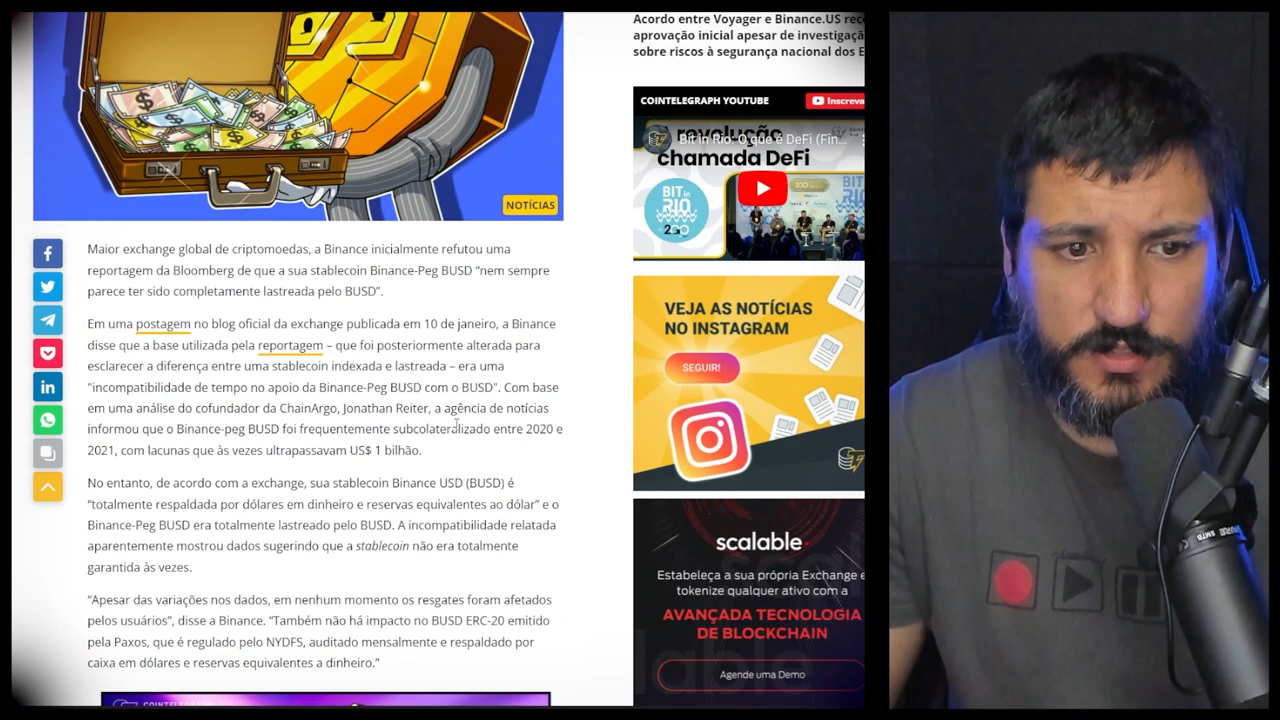 NOTÍCIAS
Maior exchange global de criptomoedas, a Binance inicialmente refutou uma
reportagem da Bloomberg de que a sua stablecoin Binance-Peg BUSD “nem sempre
parece ter sido completamente lastreada pelo BUSD”.
Em uma postagem no blog oficial da exchange publicada em 10 de janeiro, a Binance
disse que a base utilizada pela reportagem – que foi posteriormente alterada para
esclarecer a diferença entre uma stablecoin indexada e lastreada – era uma
"incompatibilidade de tempo no apoio da Binance-Peg BUSD com o BUSD". Com base
em uma análise do cofundador da ChainArgo, Jonathan Reiter, a agência de notícias
informou que o Binance-peg BUSD foi frequentemente subcolateralizado entre 2020 e
2021, com lacunas que às vezes ultrapassavam US$ 1 bilhão.
No entanto, de acordo com a exchange, sua stablecoin Binance USD (BUSD) é
“totalmente respaldada por dólares em dinheiro e reservas equivalentes ao dólar” e o
Binance-Peg BUSD era totalmente lastreado pelo BUSD. A incompatibilidade relatada
aparentemente mostrou dados sugerindo que a stablecoin não era totalmente
garantida às vezes.
“Apesar das variações nos dados, em nenhum momento os resgates foram afetados
pelos usuários”, disse a Binance. “Também não há impacto no BUSD ERC-20 emitido
pela Paxos, que é regulado pelo NYDFS, auditado mensalmente e respaldado por
caixa em dólares e reservas equivalentes a dinheiro.”
COINTELEGRAPH
Acordo entre Voyager e Binance.US rec
aprovação inicial apesar de investigaçã
sobre riscos à segurança nacional dos E
COINTELEGRAPH YOUTUBE
Inscreva
revolução
Bit in Rio: O que é DeFi (Fin...
chamada DeFi
BIT in
RIO
VEJA AS NOTÍCIAS
NO INSTAGRAM
SEGUIR!
scalable
Estabeleça a sua própria Exchange e
tokenize qualquer ativo com a
AVANÇADA TECNOLOGIA
DE BLOCKCHAIN
Agende uma Demo